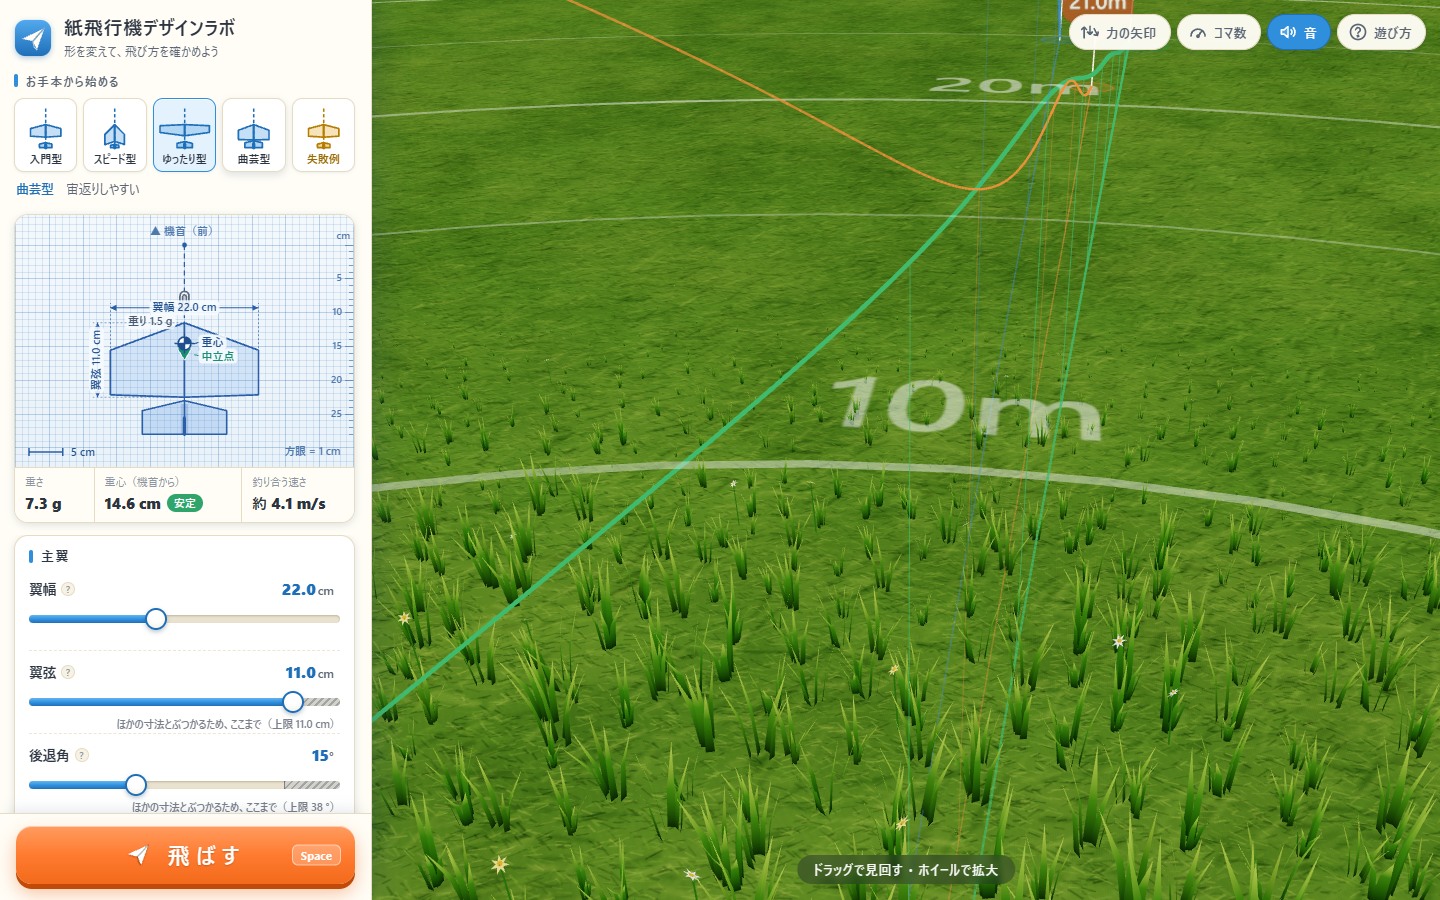 紙飛行機デザインラボ
形を変えて、飛び方を確かめよう
お手本から始める
入門型
スピード型
ゆったり型
曲芸型
失敗例
曲芸型 宙返りしやすい
▲ 機首（前）
cm
5
10
15
20
25
翼幅 22.0 cm
重り 1.5 g
翼弦 11.0 cm
重心
中立点
5 cm
方眼 = 1 cm
重さ
7.3 g
重心（機首から）
14.6 cm 安定
釣り合う速さ
約 4.1 m/s
主翼
翼幅 ? 22.0 cm
翼弦 ? 11.0 cm
ほかの寸法とぶつかるため、ここまで（上限 11.0 cm）
後退角 ? 15°
ほかの寸法とぶつかるため、ここまで（上限 38 °）
飛ばす Space
21.0m
力の矢印
コマ数
音
? 遊び方
20m
10m
ドラッグで見回す・ホイールで拡大